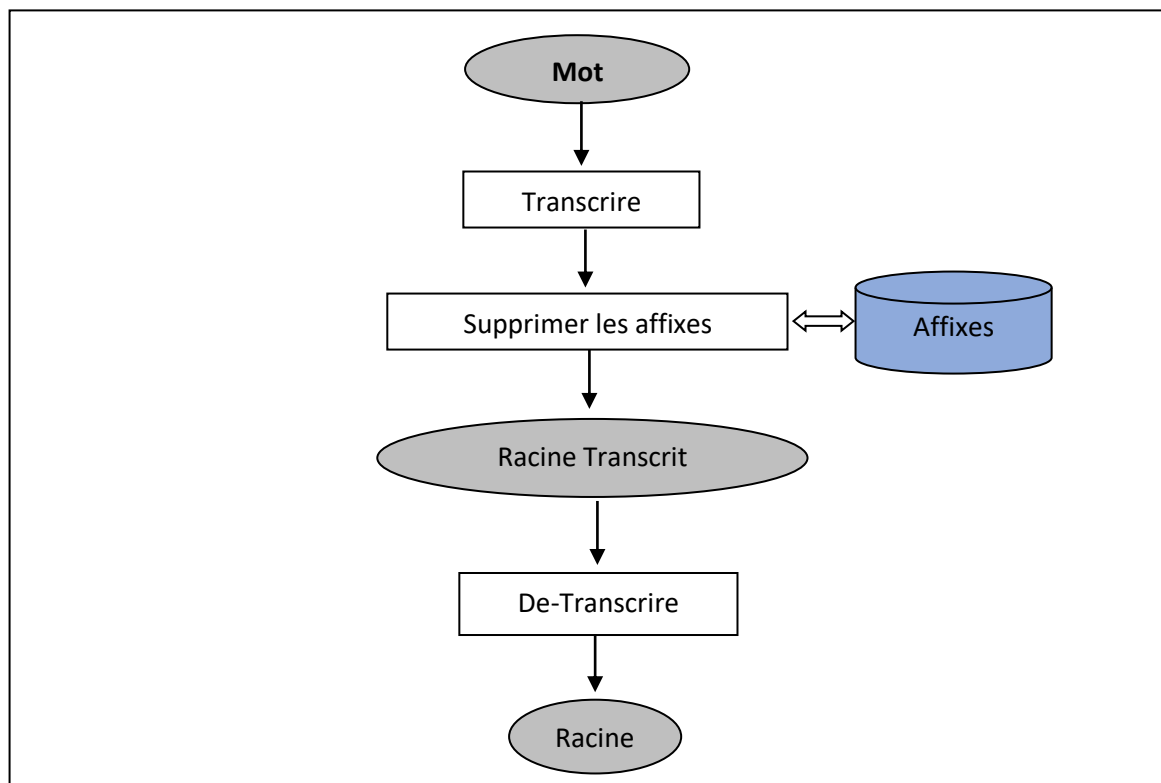 Mot
Transcrire
Supprimer les affixes
Affixes
Racine Transcrit
De-Transcrire
Racine